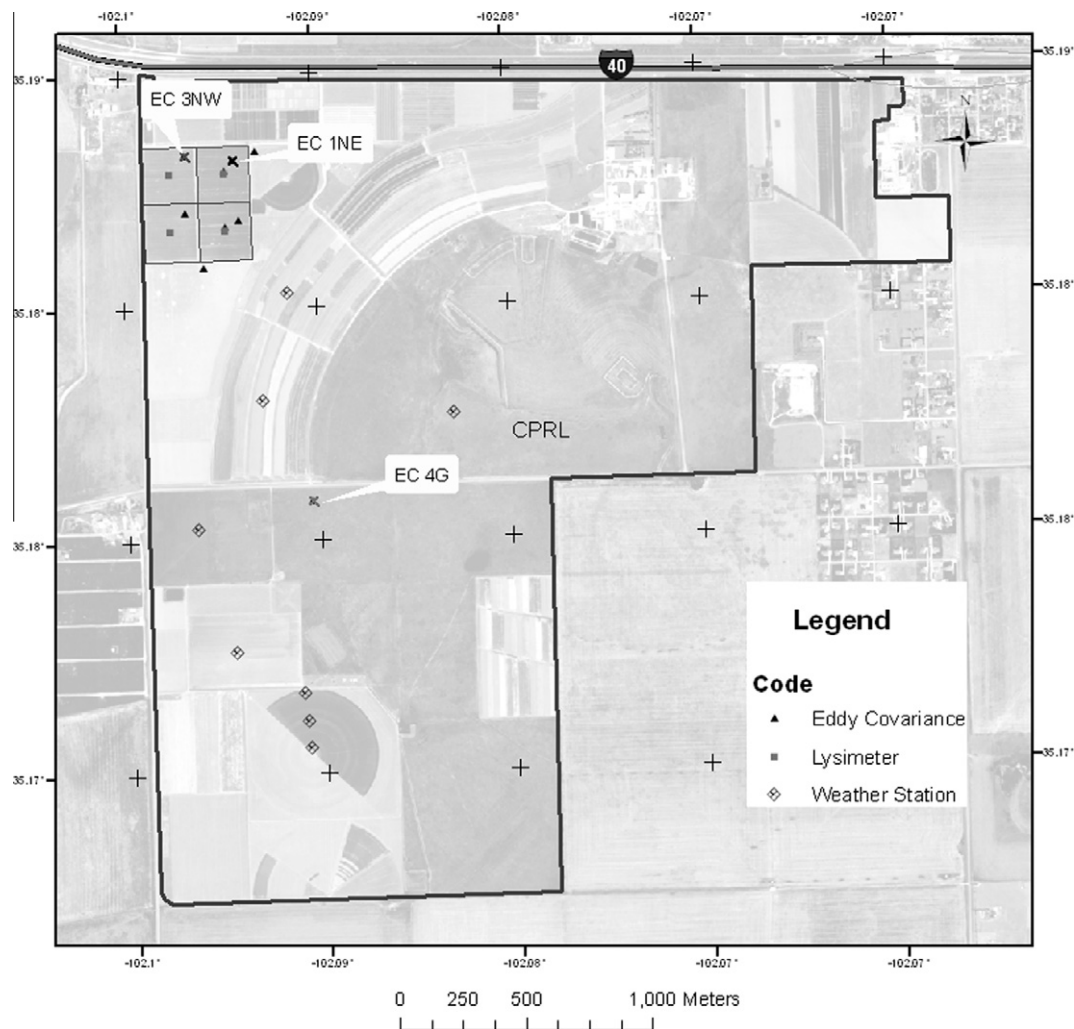 -102.1° -102.09° -102.08° -102.07° -102.07°
35.19° 35.19°
40
EC 3NW
N
EC 1NE
35.18° 35.18°
CPRL
EC 4G
35.18° 35.18°
Legend
Code
Eddy Covariance
Lysimeter
Weather Station
35.17° 35.17°
-102.1° -102.09° -102.08° -102.07° -102.07°
0 250 500 1,000 Meters